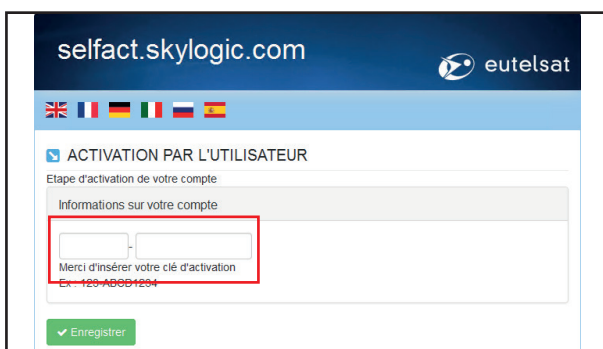 selfact.skylogic.com
eutelsat
ACTIVATION PAR L'UTILISATEUR
Etape d'activation de votre compte
Informations sur votre compte
-
Merci d'insérer votre clé d'activation
Ex : 123-ABCD1234
Enregistrer